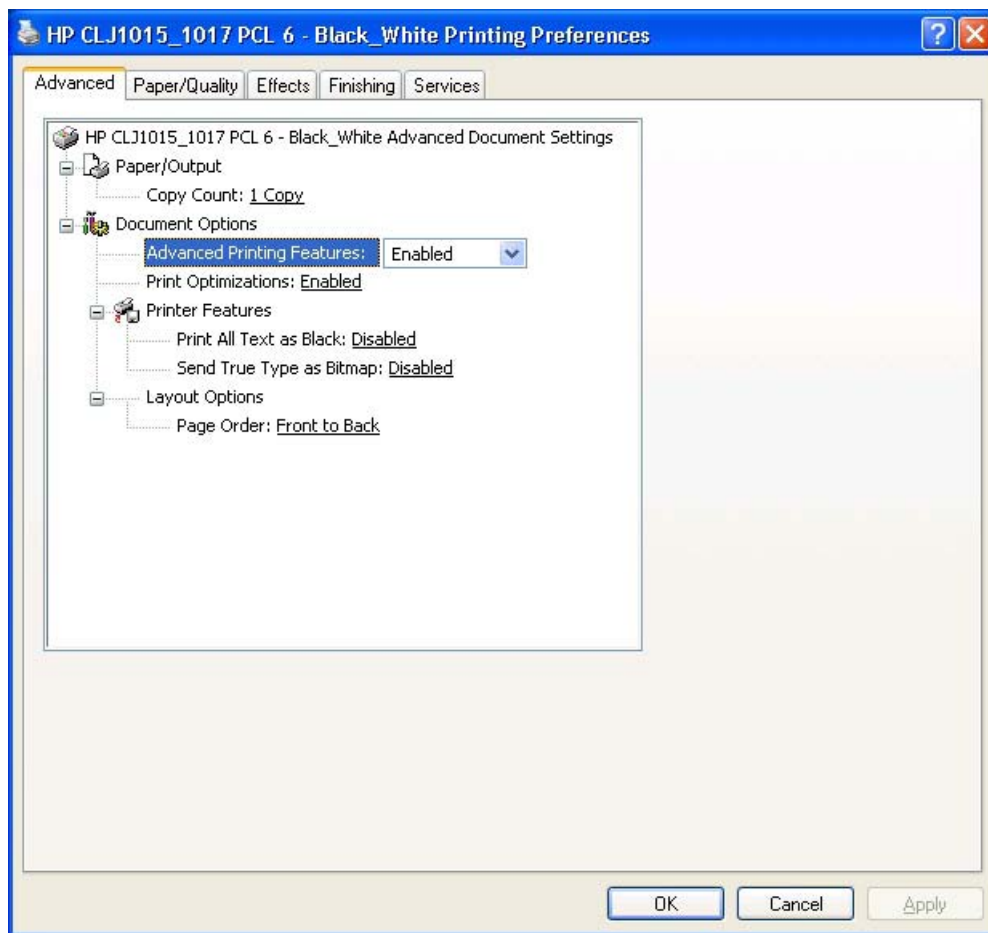 HP CLJ1015_1017 PCL 6 - Black_White Printing Preferences
Advanced Paper/Quality Effects Finishing Services
HP CLJ1015_1017 PCL 6 - Black_White Advanced Document Settings
Paper/Output
Copy Count: 1 Copy
Document Options
Advanced Printing Features: Enabled
Print Optimizations: Enabled
Printer Features
Print All Text as Black: Disabled
Send True Type as Bitmap: Disabled
Layout Options
Page Order: Front to Back
OK Cancel Apply